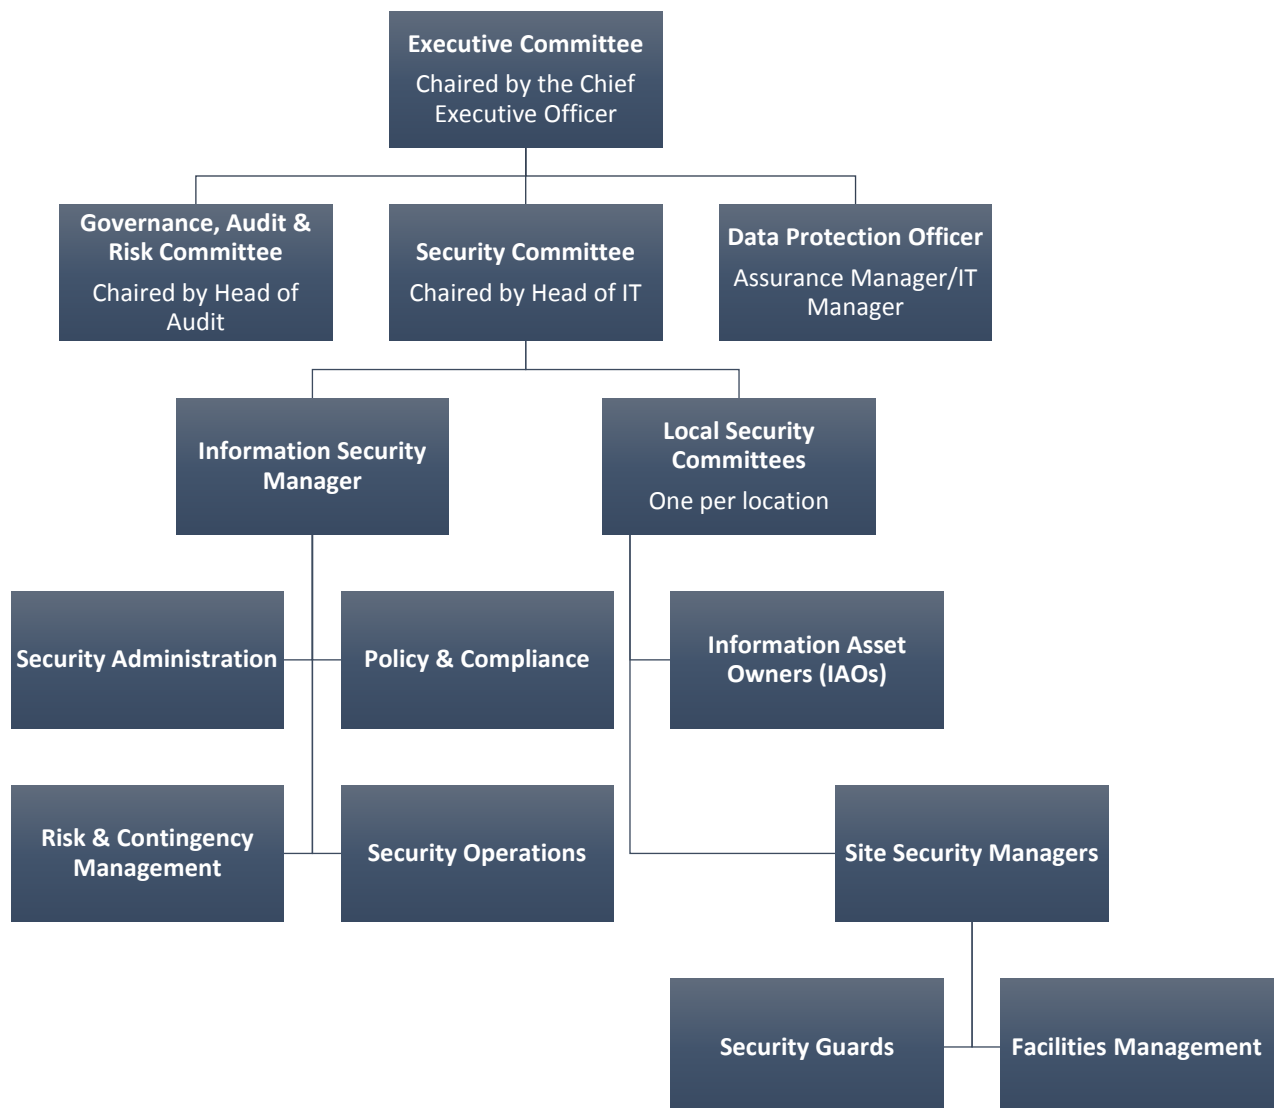 Executive Committee
Chaired by the Chief
Executive Officer
Governance, Audit &
Risk Committee
Chaired by Head of
Audit
Security Committee
Chaired by Head of IT
Data Protection Officer
Assurance Manager/IT
Manager
Information Security
Manager
Local Security
Committees
One per location
Security Administration
Policy & Compliance
Information Asset
Owners (IAOs)
Risk & Contingency
Management
Security Operations
Site Security Managers
Security Guards
Facilities Management